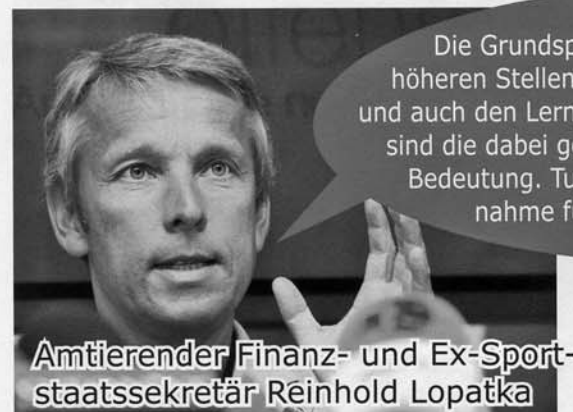 Die Grundsp
höheren Stellen
und auch den Lern
sind die dabei g
Bedeutung. Tu
nahme f
Amtierender Finanz- und Ex-Sport-
staatssekretär Reinhold Lopatka